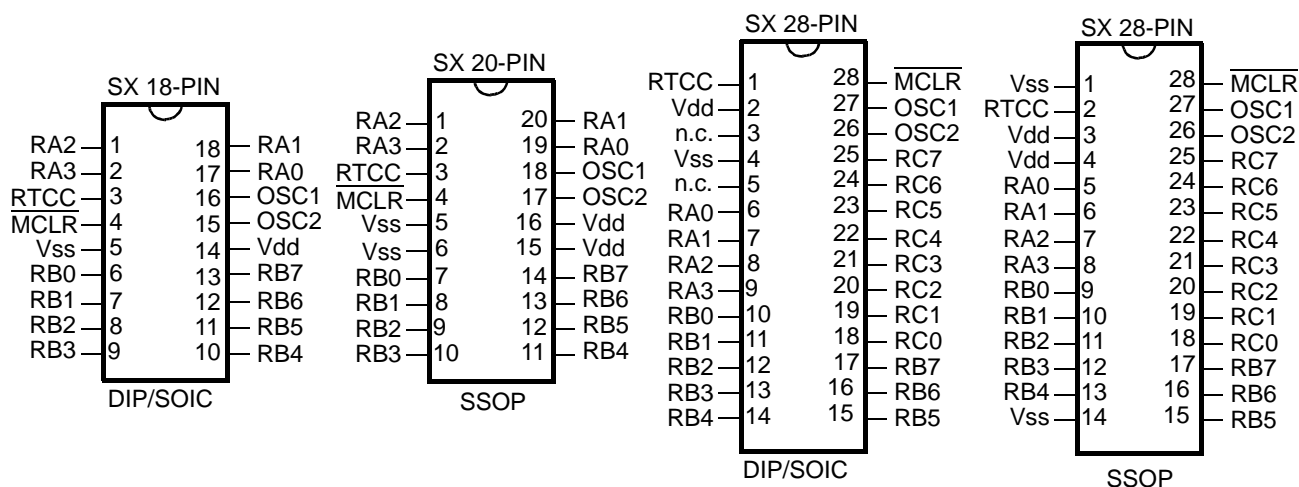 SX 18-PIN
RA2 1 18 RA1
RA3 2 17 RA0
RTCC 3 16 OSC1
MCLR 4 15 OSC2
Vss 5 14 Vdd
RB0 6 13 RB7
RB1 7 12 RB6
RB2 8 11 RB5
RB3 9 10 RB4
DIP/SOIC
SX 20-PIN
RA2 1 20 RA1
RA3 2 19 RA0
RTCC 3 18 OSC1
MCLR 4 17 OSC2
Vss 5 16 Vdd
Vss 6 15 Vdd
RB0 7 14 RB7
RB1 8 13 RB6
RB2 9 12 RB5
RB3 10 11 RB4
SSOP
SX 28-PIN
RTCC 1 28 MCLR
Vdd 2 27 OSC1
n.c. 3 26 OSC2
Vss 4 25 RC7
n.c. 5 24 RC6
RA0 6 23 RC5
RA1 7 22 RC4
RA2 8 21 RC3
RA3 9 20 RC2
RB0 10 19 RC1
RB1 11 18 RC0
RB2 12 17 RB7
RB3 13 16 RB6
RB4 14 15 RB5
DIP/SOIC
SX 28-PIN
Vss 1 28 MCLR
RTCC 2 27 OSC1
Vdd 3 26 OSC2
Vdd 4 25 RC7
RA0 5 24 RC6
RA1 6 23 RC5
RA2 7 22 RC4
RA3 8 21 RC3
RB0 9 20 RC2
RB1 10 19 RC1
RB2 11 18 RC0
RB3 12 17 RB7
RB4 13 16 RB6
Vss 14 15 RB5
SSOP